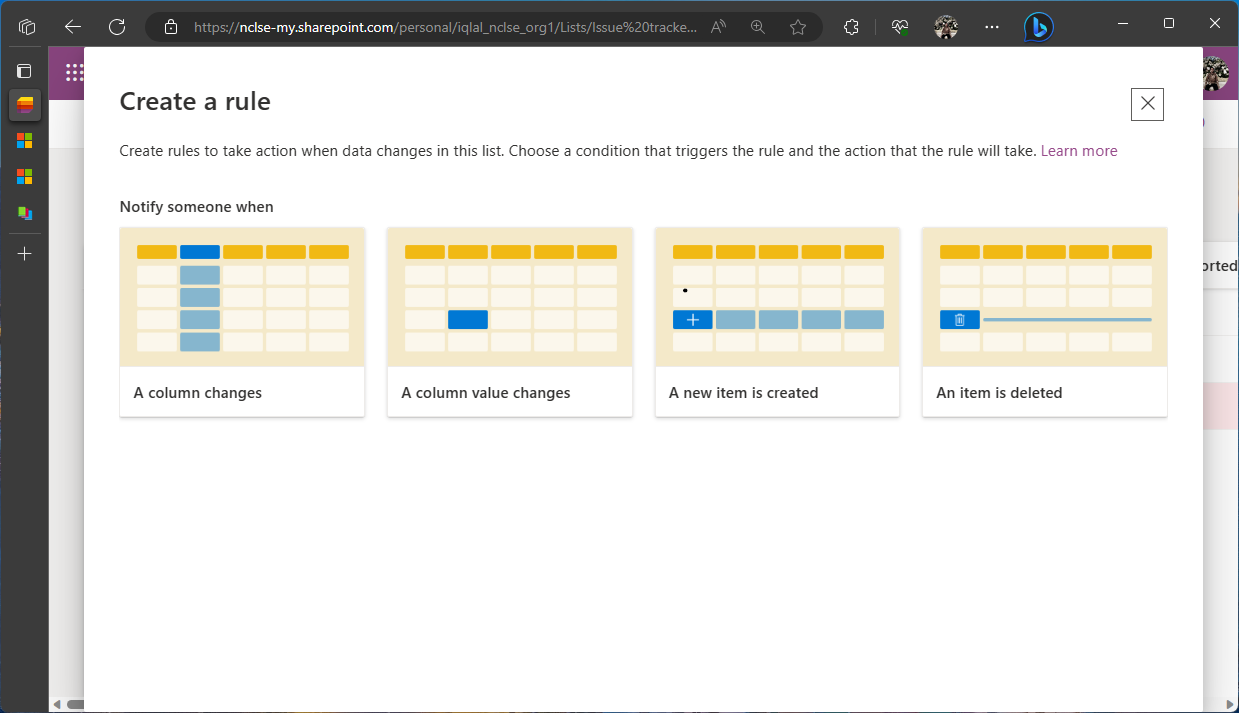 https://nclse-my.sharepoint.com/personal/iqlal_nclse_org1/Lists/Issue%20tracke...
Create a rule
Create rules to take action when data changes in this list. Choose a condition that triggers the rule and the action that the rule will take. Learn more
Notify someone when
orted
A column changes
A column value changes
A new item is created
An item is deleted